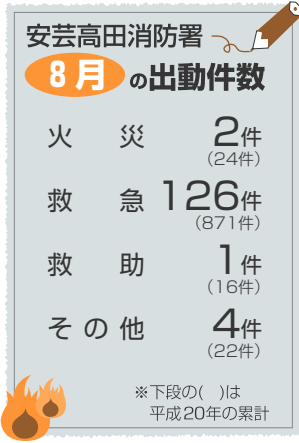 安芸高田消防署
8月の出動件数
火災 2件
(24件)
救急 126件
(871件)
救助 1件
(16件)
その他 4件
(22件)
※下段の( )は
平成20年の累計